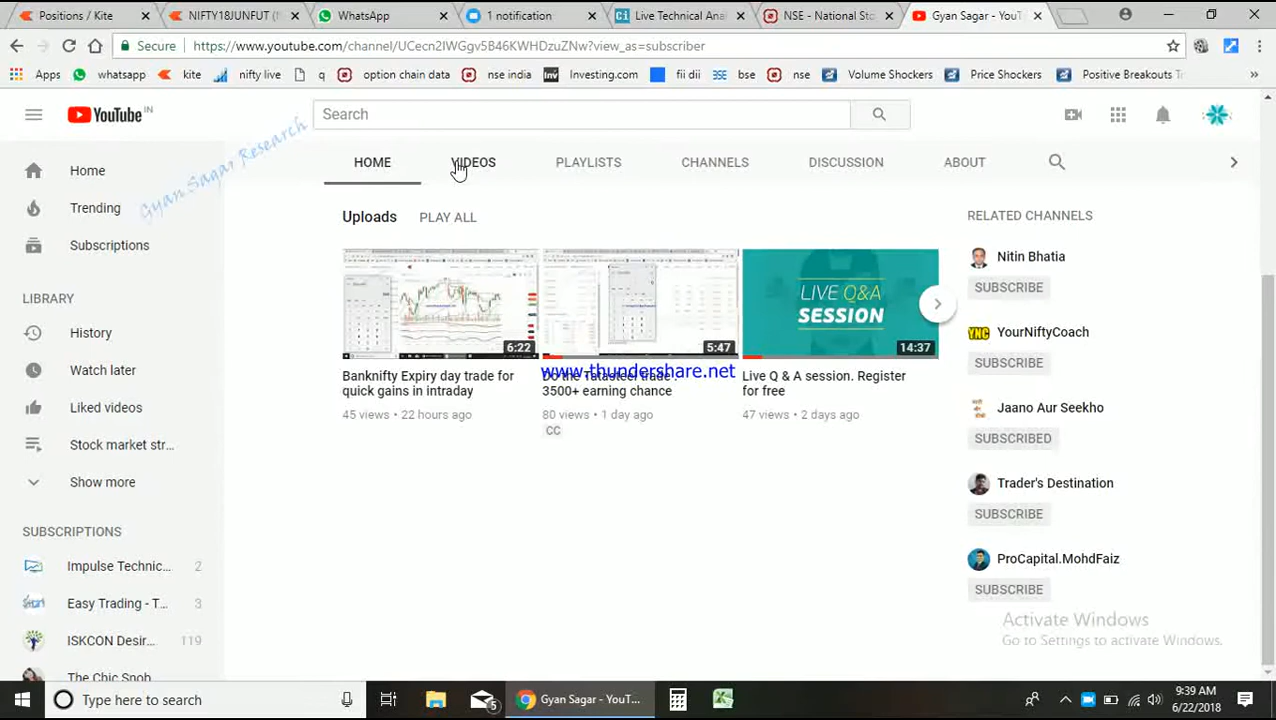 Positions / Kite
NIFTY18JUNFUT (
WhatsApp
1 notification
Live Technical Ana
NSE - National Sto
Gyan Sagar - YouT
Secure
https://www.youtube.com/channel/UCecn2IWGgv5B46KWHDzuZNw?view_as=subscriber
Apps
whatsapp
kite
nifty live
q
option chain data
nse india
Inv
Investing.com
fii dii
bse
nse
Volume Shockers
Price Shockers
Positive Breakouts Tr
»
YouTube IN
Search
Gyan Sagar Research
HOME
VIDEOS
PLAYLISTS
CHANNELS
DISCUSSION
ABOUT
Home
Trending
Subscriptions
LIBRARY
History
Watch later
Liked videos
Stock market str...
Show more
SUBSCRIPTIONS
Impulse Technic... 2
Easy Trading - T... 3
ISKCON Desir... 119
The Chic Snob
Uploads
PLAY ALL
6:22
5:47
LIVE Q&A
SESSION
14:37
www.thundershare.net
Banknifty Expiry day trade for
quick gains in intraday
45 views • 22 hours ago
Do the Tatasteel trade .
3500+ earning chance
80 views • 1 day ago
CC
Live Q & A session. Register
for free
47 views • 2 days ago
RELATED CHANNELS
Nitin Bhatia
SUBSCRIBE
YNC
YourNiftyCoach
SUBSCRIBE
Jaano Aur Seekho
SUBSCRIBED
Trader's Destination
SUBSCRIBE
ProCapital.MohdFaiz
SUBSCRIBE
Activate Windows
Go to Settings to activate Windows.
Type here to search
5
Gyan Sagar - YouT...
9:39 AM
6/22/2018